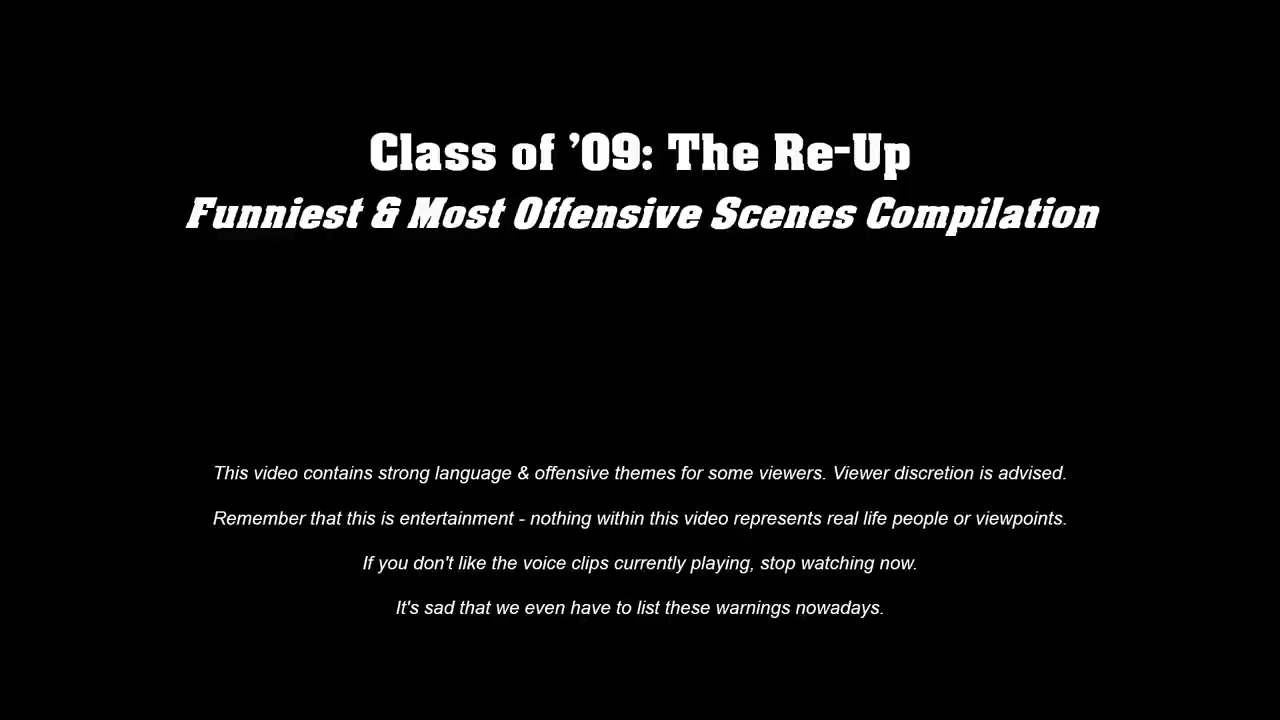 Class of ’09: The Re-Up
Funniest & Most Offensive Scenes Compilation
This video contains strong language & offensive themes for some viewers. Viewer discretion is advised.
Remember that this is entertainment - nothing within this video represents real life people or viewpoints.
If you don't like the voice clips currently playing, stop watching now.
It's sad that we even have to list these warnings nowadays.